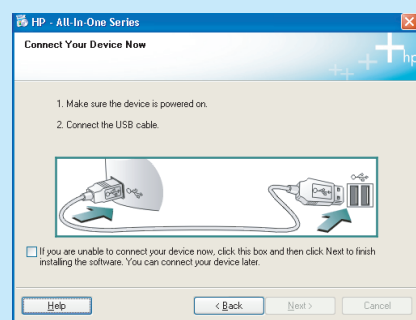 HP - All-In-One Series
Connect Your Device Now
hp
1. Make sure the device is powered on.
2. Connect the USB cable.
If you are unable to connect your device now, click this box and then click Next to finish
installing the software. You can connect your device later.
Help
< Back
Next >
Cancel